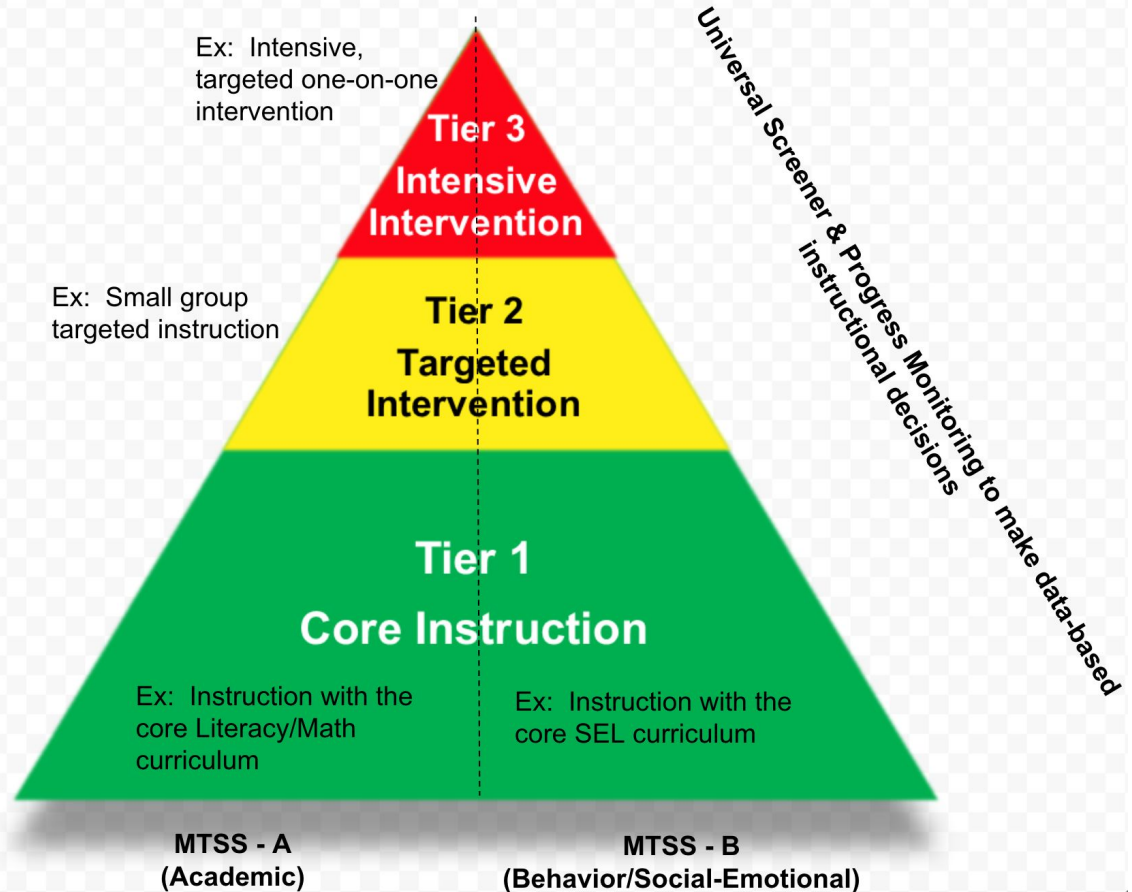 Ex:  Intensive,
targeted one-on-one
intervention
Tier 3
Intensive
Intervention
Universal Screener & Progress Monitoring to make data-based
instructional decisions
Ex:  Small group
targeted instruction
Tier 2
Targeted
Intervention
Tier 1
Core Instruction
Ex:  Instruction with the
core Literacy/Math
curriculum
Ex:  Instruction with the
core SEL curriculum
MTSS - A
(Academic)
MTSS - B
(Behavior/Social-Emotional)